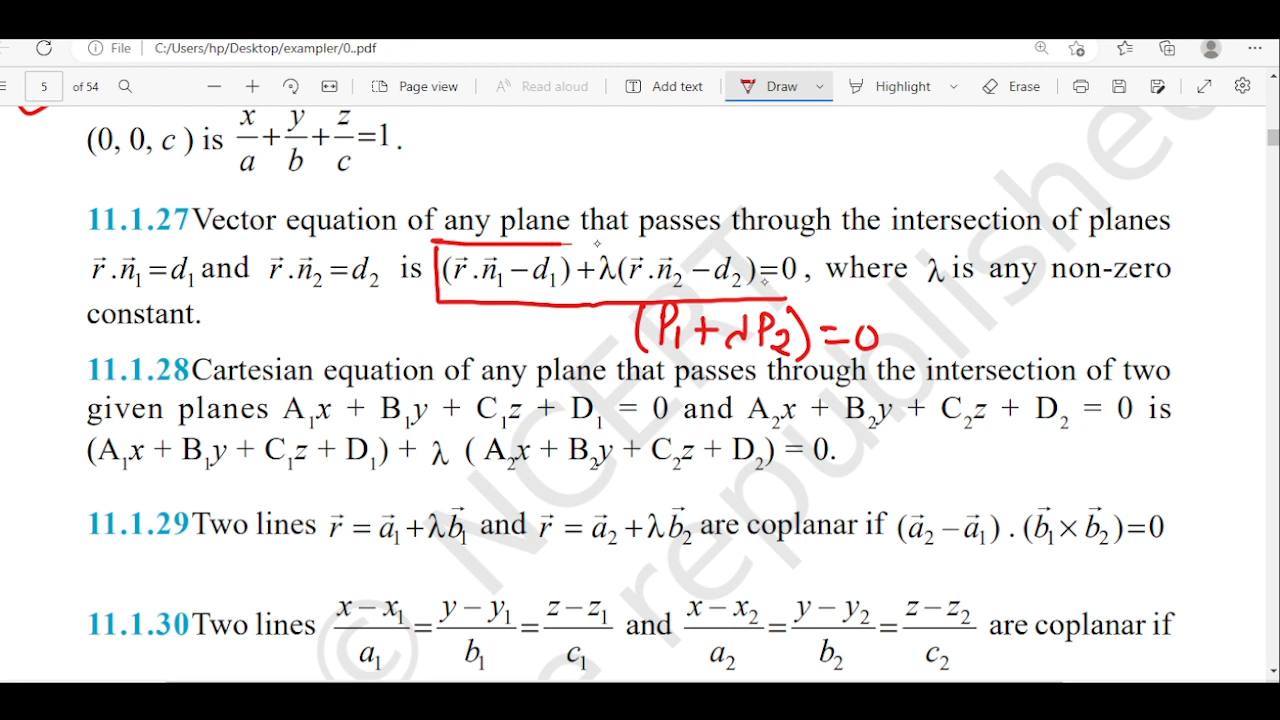 File C:/Users/hp/Desktop/exampler/0..pdf
5 of 54 Page view Read aloud Add text Draw Highlight Erase
(0, 0, c ) is x/a + y/b + z/c =1 .
11.1.27 Vector equation of any plane that passes through the intersection of planes
r⃗ . n⃗₁ = d₁ and r⃗ . n⃗₂ = d₂ is (r⃗ . n⃗₁ − d₁) + λ(r⃗ . n⃗₂ − d₂) = 0 , where λ is any non-zero
constant.
(P₁ + λP₂) = 0
11.1.28 Cartesian equation of any plane that passes through the intersection of two
given planes A₁x + B₁y + C₁z + D₁ = 0 and A₂x + B₂y + C₂z + D₂ = 0 is
(A₁x + B₁y + C₁z + D₁) + λ ( A₂x + B₂y + C₂z + D₂) = 0.
11.1.29 Two lines r⃗ = a⃗₁ + λb⃗₁ and r⃗ = a⃗₂ + λb⃗₂ are coplanar if (a⃗₂ − a⃗₁) . (b⃗₁ × b⃗₂) = 0
11.1.30 Two lines (x − x₁)/a₁ = (y − y₁)/b₁ = (z − z₁)/c₁ and (x − x₂)/a₂ = (y − y₂)/b₂ = (z − z₂)/c₂ are coplanar if
© NCERT
republished